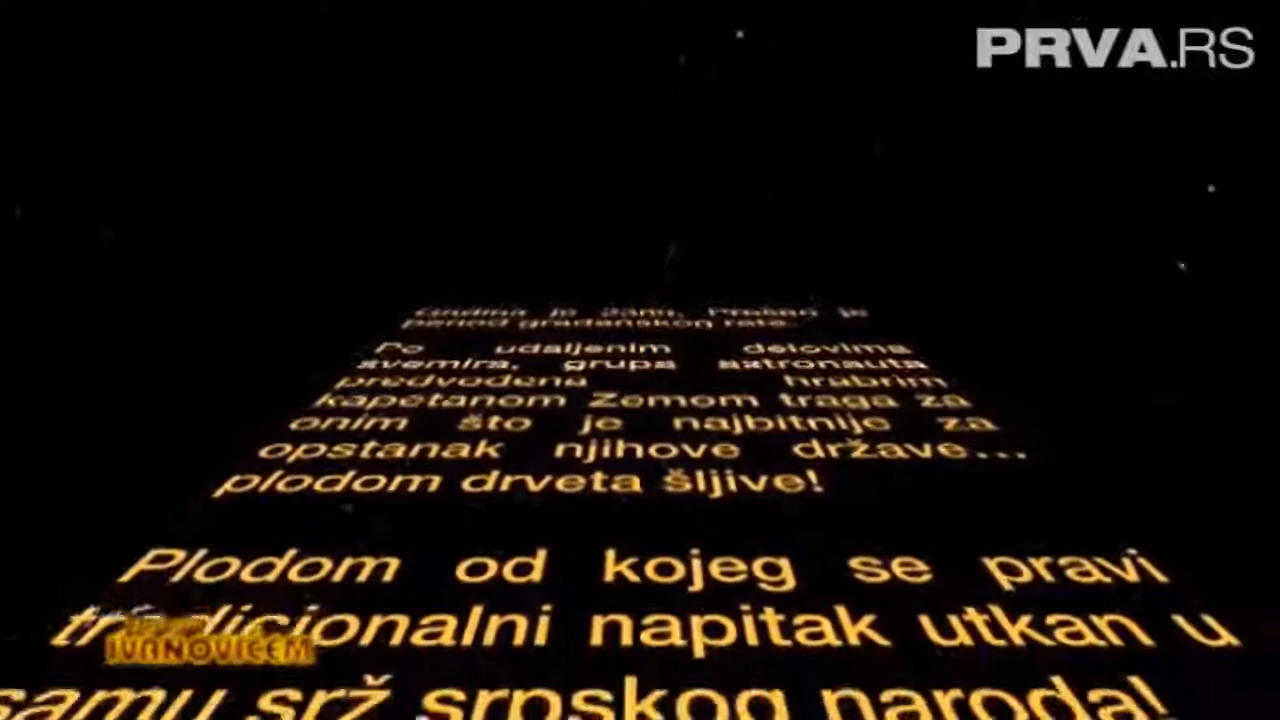 PRVA.RS
je Prošao je
period građanskog rata.
Po udaljenim delovima
svemira, grupa astronauta
predvođena hrabrim
kapetanom Zemom traga za
onim što je najbitnije za
opstanak njihove države...
plodom drveta šljive!
Plodom od kojeg se pravi
tradicionalni napitak utkan u
samu srž srpskog naroda!
IVANOVIĆEM